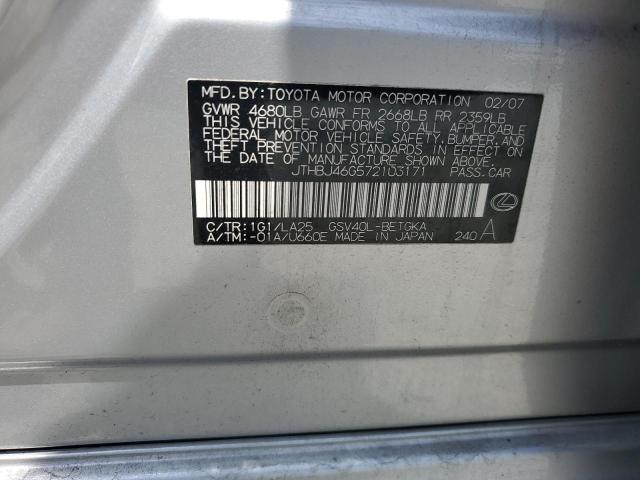 MFD. BY: TOYOTA MOTOR CORPORATION 02/07
GVWR 4680LB GAWR FR 2668LB RR 2359LB
THIS VEHICLE CONFORMS TO ALL APPLICABLE
FEDERAL MOTOR VEHICLE SAFETY, BUMPER, AND
THEFT PREVENTION STANDARDS IN EFFECT ON
THE DATE OF MANUFACTURE SHOWN ABOVE.
JTHBJ46G572103171 PASS.CAR
C/TR: 1G1/LA25 GSV40L-BETGKA
A/TM: -01A/U660E MADE IN JAPAN 240 A